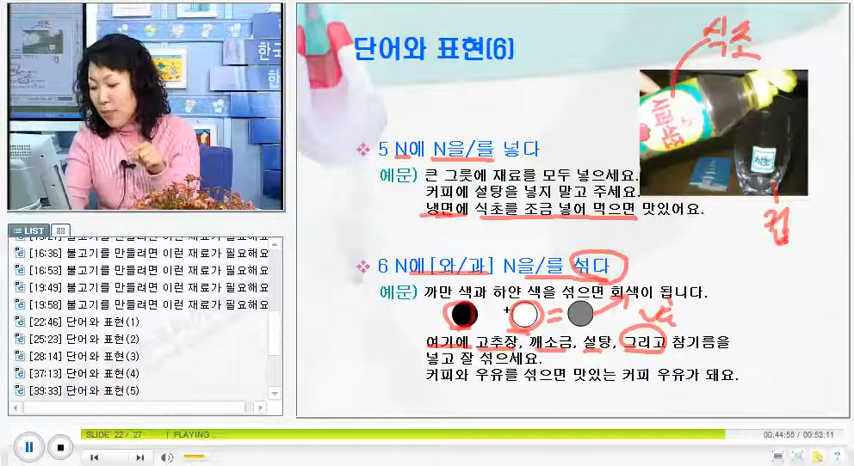 단어와 표현(6)
식초
❖ 5 N에 N을/를 넣다
예문) 큰 그릇에 재료를 모두 넣으세요.
커피에 설탕을 넣지 말고 주세요.
냉면에 식초를 조금 넣어 먹으면 맛있어요.
식초
컵
❖ 6 N에[와/과] N을/를 섞다
예문) 까만 색과 하얀 색을 섞으면 회색이 됩니다.
+ =
여기에 고추장, 깨소금, 설탕, 그리고 참기름을
넣고 잘 섞으세요.
커피와 우유를 섞으면 맛있는 커피 우유가 돼요.
LIST
[16:36] 불고기를 만들려면 이런 재료가 필요해요
[16:53] 불고기를 만들려면 이런 재료가 필요해요
[19:49] 불고기를 만들려면 이런 재료가 필요해요
[19:58] 불고기를 만들려면 이런 재료가 필요해요
[22:46] 단어와 표현(1)
[25:23] 단어와 표현(2)
[28:14] 단어와 표현(3)
[37:13] 단어와 표현(4)
[39:33] 단어와 표현(5)
SLIDE 22 / 27 | PLAYING ...
00:44:55 / 00:53:11